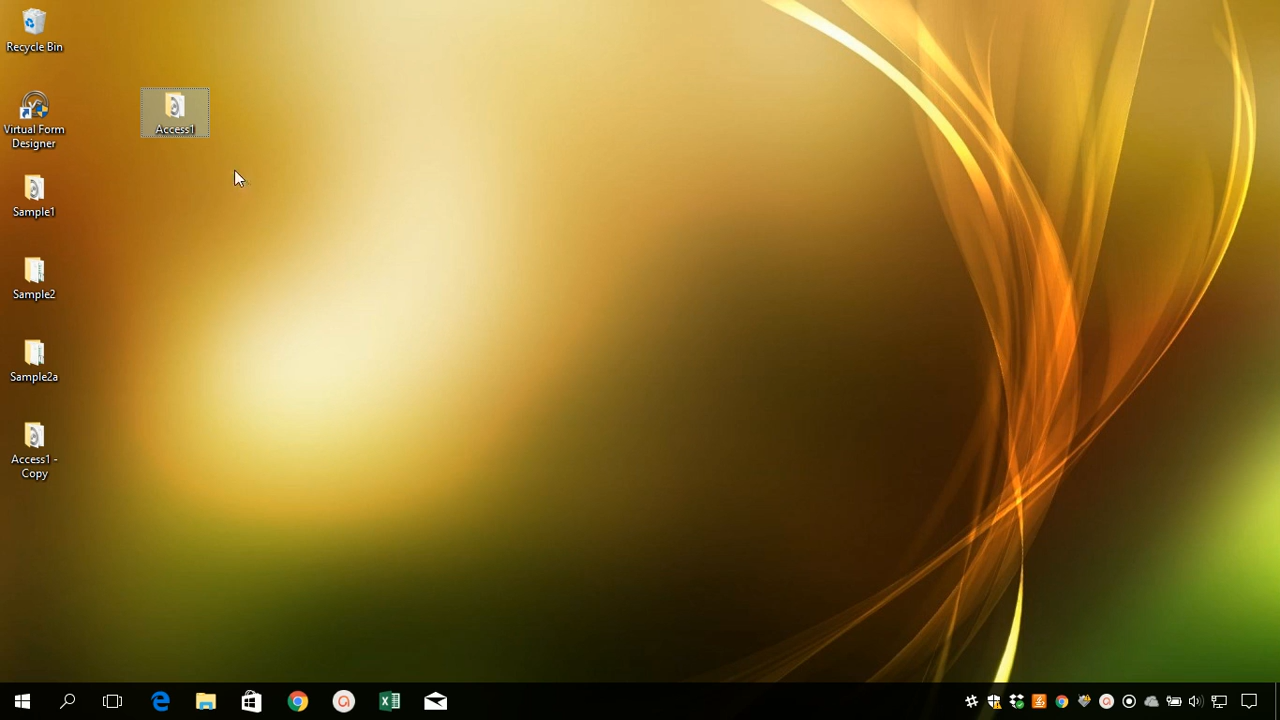 Recycle Bin
Access1
Virtual Form
Designer
Sample1
Sample2
Sample2a
Access1 -
Copy